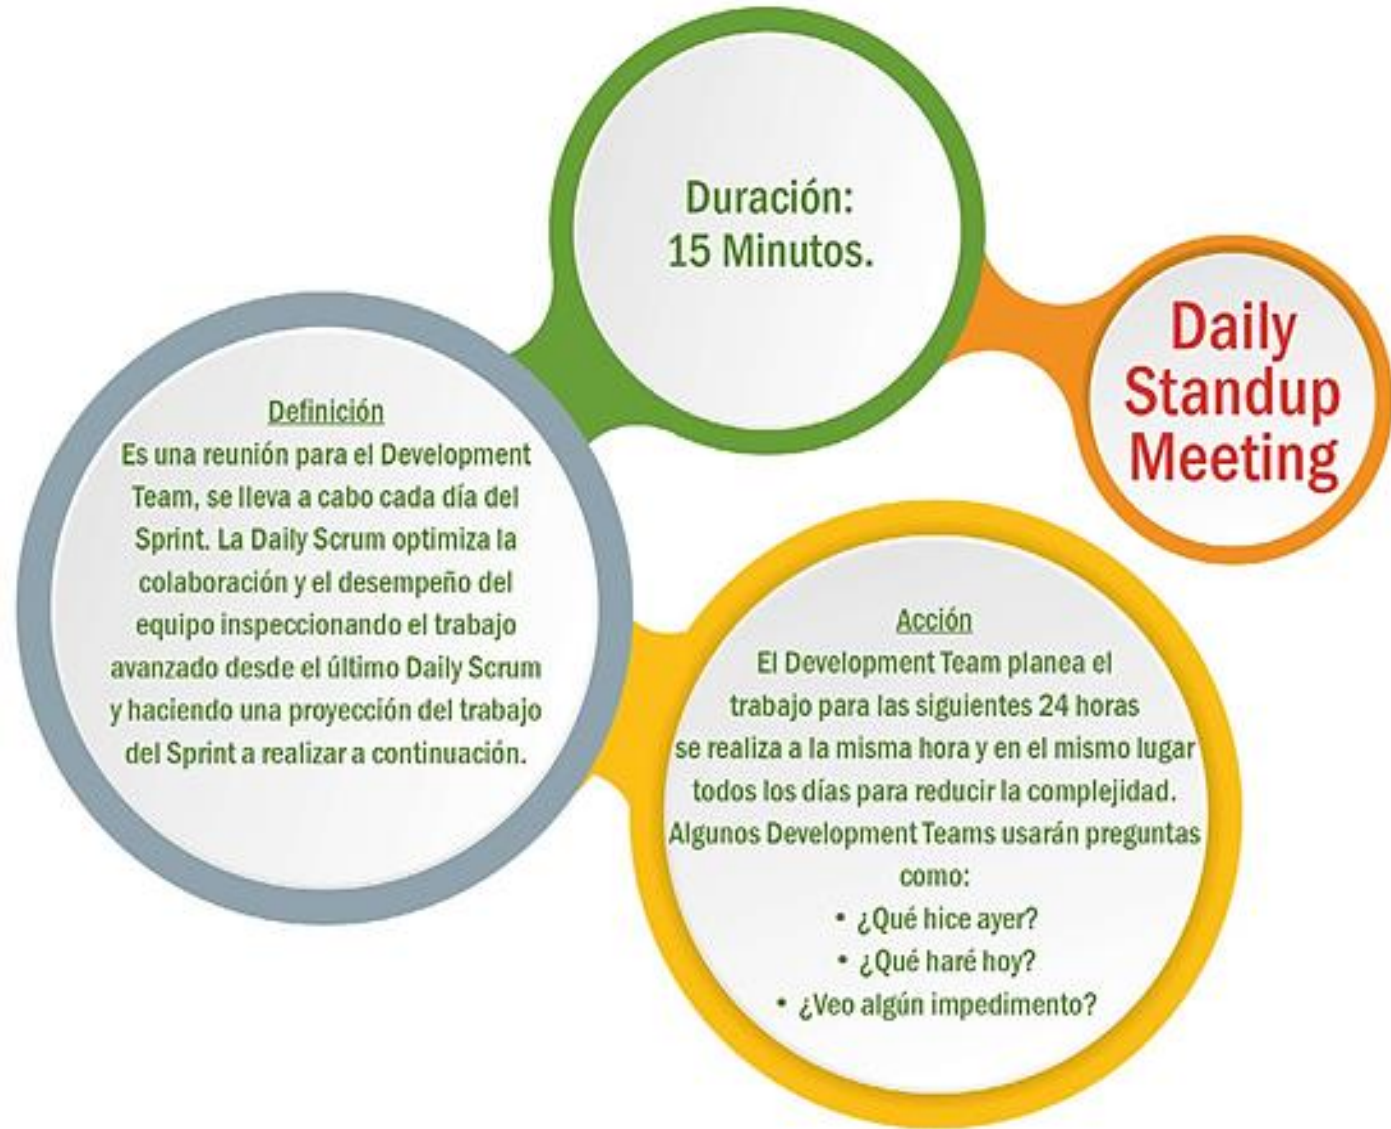 Duración:
15 Minutos.
Daily
Standup
Meeting
Definición
Es una reunión para el Development
Team, se lleva a cabo cada día del
Sprint. La Daily Scrum optimiza la
colaboración y el desempeño del
equipo inspeccionando el trabajo
avanzado desde el último Daily Scrum
y haciendo una proyección del trabajo
del Sprint a realizar a continuación.
Acción
El Development Team planea el
trabajo para las siguientes 24 horas
se realiza a la misma hora y en el mismo lugar
todos los días para reducir la complejidad.
Algunos Development Teams usarán preguntas
como:
• ¿Qué hice ayer?
• ¿Qué haré hoy?
• ¿Veo algún impedimento?